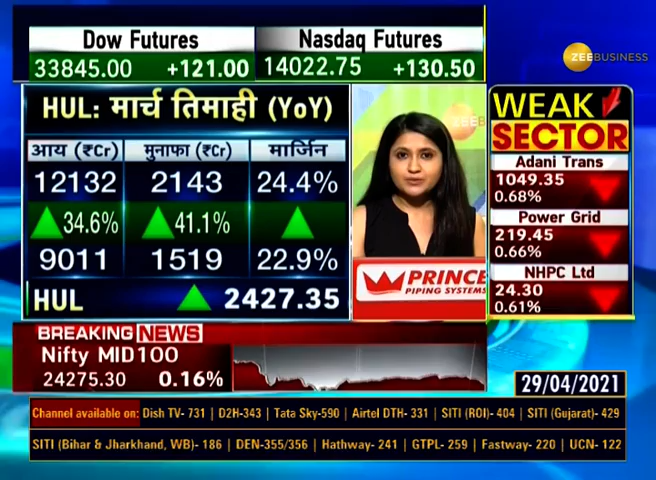 Dow Futures
33845.00 +121.00
Nasdaq Futures
14022.75 +130.50
ZEEBUSINESS
HUL: मार्च तिमाही (YoY)
आय (₹Cr) मुनाफा (₹Cr) मार्जिन
12132 2143 24.4%
34.6% 41.1%
9011 1519 22.9%
HUL 2427.35
ZEEB
PRINCE
PIPING SYSTEMS
WEAK
SECTOR
Adani Trans
1049.35
0.68%
Power Grid
219.45
0.66%
NHPC Ltd
24.30
0.61%
BREAKING NEWS
Nifty MID100
24275.30 0.16%
29/04/2021
Channel available on: Dish TV- 731 | D2H-343 | Tata Sky-590 | Airtel DTH- 331 | SITI (ROI)- 404 | SITI (Gujarat)- 429
SITI (Bihar & Jharkhand, WB)- 186 | DEN-355/356 | Hathway- 241 | GTPL- 259 | Fastway- 220 | UCN- 122